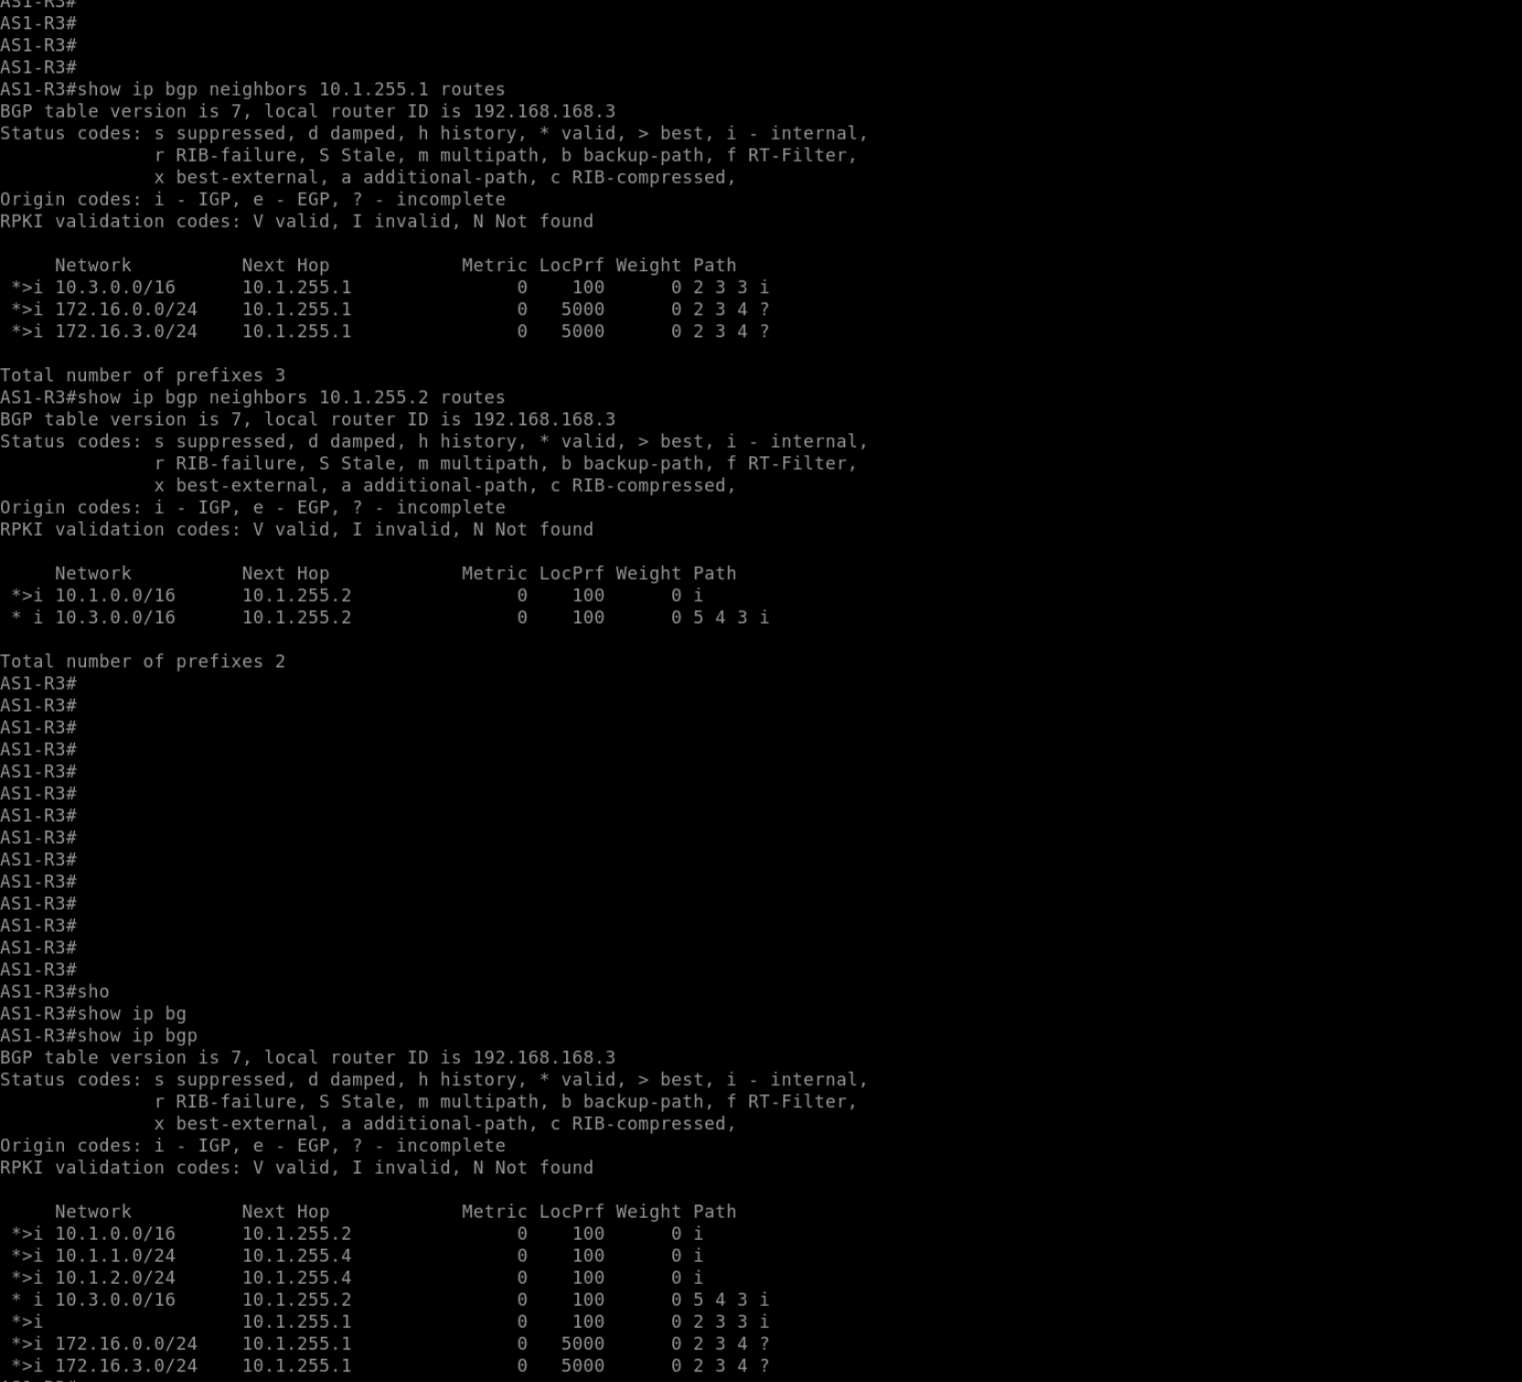 AS1-R3#
AS1-R3#
AS1-R3#
AS1-R3#
AS1-R3#show ip bgp neighbors 10.1.255.1 routes
BGP table version is 7, local router ID is 192.168.168.3
Status codes: s suppressed, d damped, h history, * valid, > best, i - internal,
              r RIB-failure, S Stale, m multipath, b backup-path, f RT-Filter,
              x best-external, a additional-path, c RIB-compressed,
Origin codes: i - IGP, e - EGP, ? - incomplete
RPKI validation codes: V valid, I invalid, N Not found

     Network          Next Hop            Metric LocPrf Weight Path
 *>i 10.3.0.0/16      10.1.255.1               0    100      0 2 3 3 i
 *>i 172.16.0.0/24    10.1.255.1               0   5000      0 2 3 4 ?
 *>i 172.16.3.0/24    10.1.255.1               0   5000      0 2 3 4 ?

Total number of prefixes 3
AS1-R3#show ip bgp neighbors 10.1.255.2 routes
BGP table version is 7, local router ID is 192.168.168.3
Status codes: s suppressed, d damped, h history, * valid, > best, i - internal,
              r RIB-failure, S Stale, m multipath, b backup-path, f RT-Filter,
              x best-external, a additional-path, c RIB-compressed,
Origin codes: i - IGP, e - EGP, ? - incomplete
RPKI validation codes: V valid, I invalid, N Not found

     Network          Next Hop            Metric LocPrf Weight Path
 *>i 10.1.0.0/16      10.1.255.2               0    100      0 i
 * i 10.3.0.0/16      10.1.255.2               0    100      0 5 4 3 i

Total number of prefixes 2
AS1-R3#
AS1-R3#
AS1-R3#
AS1-R3#
AS1-R3#
AS1-R3#
AS1-R3#
AS1-R3#
AS1-R3#
AS1-R3#
AS1-R3#
AS1-R3#
AS1-R3#
AS1-R3#
AS1-R3#sho
AS1-R3#show ip bg
AS1-R3#show ip bgp
BGP table version is 7, local router ID is 192.168.168.3
Status codes: s suppressed, d damped, h history, * valid, > best, i - internal,
              r RIB-failure, S Stale, m multipath, b backup-path, f RT-Filter,
              x best-external, a additional-path, c RIB-compressed,
Origin codes: i - IGP, e - EGP, ? - incomplete
RPKI validation codes: V valid, I invalid, N Not found

     Network          Next Hop            Metric LocPrf Weight Path
 *>i 10.1.0.0/16      10.1.255.2               0    100      0 i
 *>i 10.1.1.0/24      10.1.255.4               0    100      0 i
 *>i 10.1.2.0/24      10.1.255.4               0    100      0 i
 * i 10.3.0.0/16      10.1.255.2               0    100      0 5 4 3 i
 *>i                  10.1.255.1               0    100      0 2 3 3 i
 *>i 172.16.0.0/24    10.1.255.1               0   5000      0 2 3 4 ?
 *>i 172.16.3.0/24    10.1.255.1               0   5000      0 2 3 4 ?